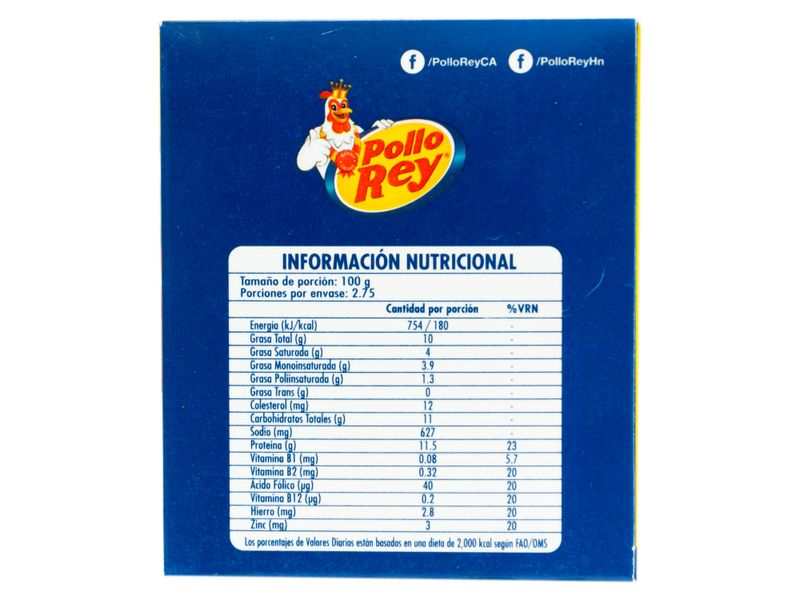 /PolloReyCA /PolloReyHn
Pollo
Rey®
INFORMACIÓN NUTRICIONAL
Tamaño de porción: 100 g
Porciones por envase: 2.75
Cantidad por porción %VRN
Energía (kJ/kcal) 754 / 180 -
Grasa Total (g) 10 -
Grasa Saturada (g) 4 -
Grasa Monoinsaturada (g) 3.9 -
Grasa Poliinsaturada (g) 1.3 -
Grasa Trans (g) 0 -
Colesterol (mg) 12 -
Carbohidratos Totales (g) 11 -
Sodio (mg) 627 -
Proteína (g) 11.5 23
Vitamina B1 (mg) 0.08 5.7
Vitamina B2 (mg) 0.32 20
Ácido Fólico (µg) 40 20
Vitamina B12 (µg) 0.2 20
Hierro (mg) 2.8 20
Zinc (mg) 3 20
Los porcentajes de Valores Diarios están basados en una dieta de 2,000 kcal según FAO/OMS